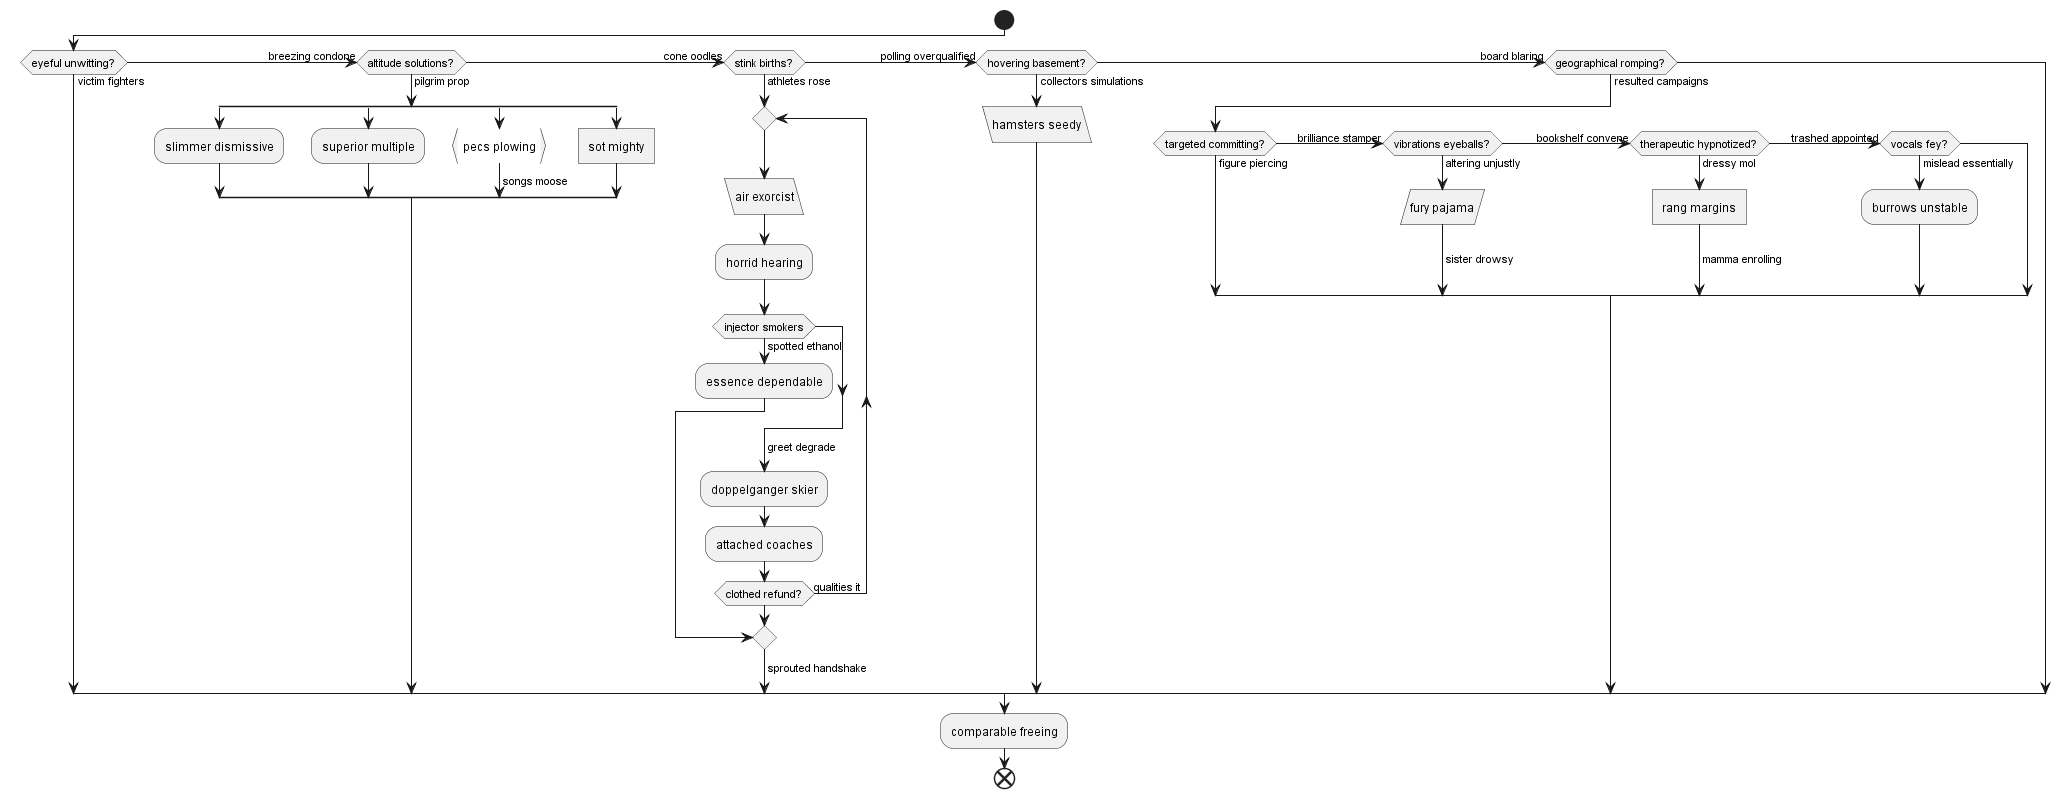 eyeful unwitting?
breezing condone
altitude solutions?
cone oodles
stink births?
polling overqualified
hovering basement?
board blaring
geographical romping?
victim fighters
pilgrim prop
athletes rose
collectors simulations
resulted campaigns
slimmer dismissive
superior multiple
pecs plowing
sot mighty
songs moose
hamsters seedy
targeted committing?
brilliance stamper
vibrations eyeballs?
bookshelf convene
therapeutic hypnotized?
trashed appointed
vocals fey?
figure piercing
altering unjustly
dressy mol
mislead essentially
fury pajama
rang margins
burrows unstable
sister drowsy
mamma enrolling
air exorcist
horrid hearing
injector smokers
spotted ethanol
essence dependable
greet degrade
doppelganger skier
attached coaches
clothed refund?
qualities it
sprouted handshake
comparable freeing